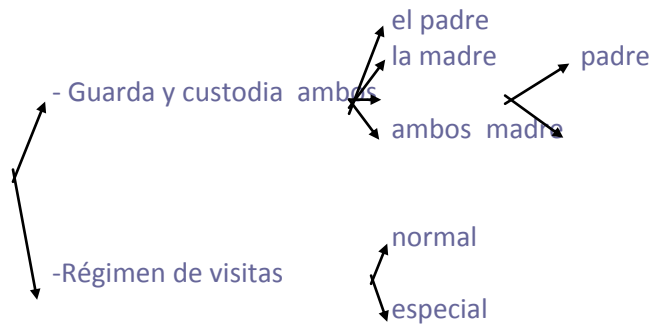 el padre
la madre padre
- Guarda y custodia ambos
ambos madre
normal
-Régimen de visitas
especial